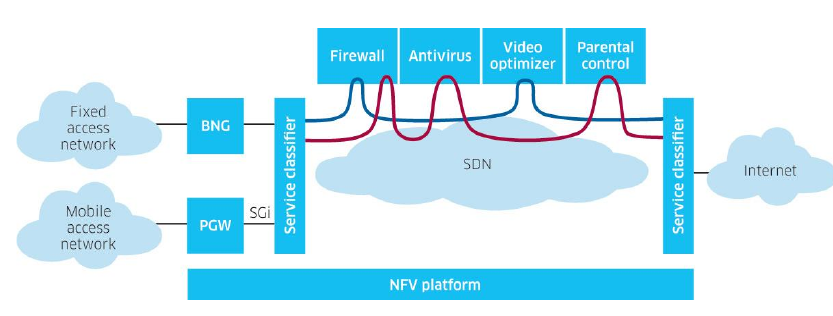 Firewall
Antivirus
Video
optimizer
Parental
control
Fixed
access
network
BNG
Service classifier
SDN
Service classifier
Internet
Mobile
access
network
PGW
SGi
NFV platform